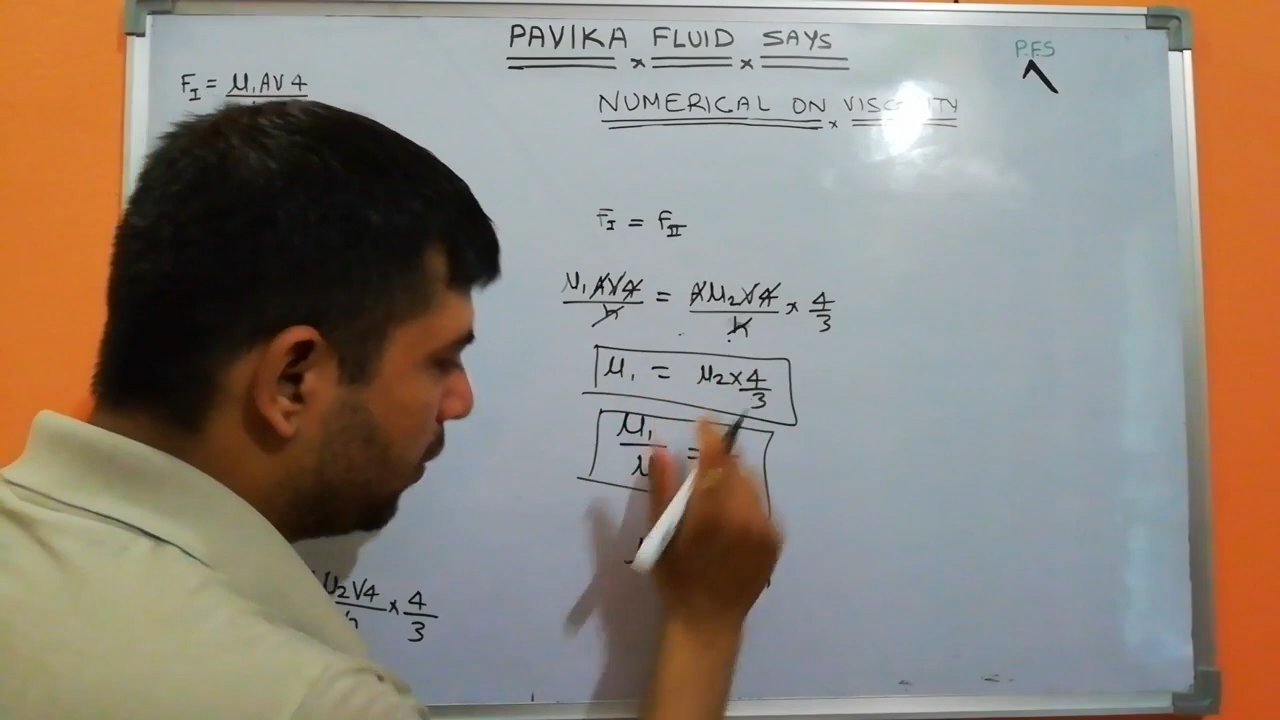 PAVIKA FLUID SAYS
P.F.S
F_I = μ₁AV4
NUMERICAL ON VISCOSITY
F_I = F_II
μ₁AV4/h = Aμ₂V4/h × 4/3
μ₁ = μ₂ × 4/3
μ₁/μ =
μ₂V4/h × 4/3